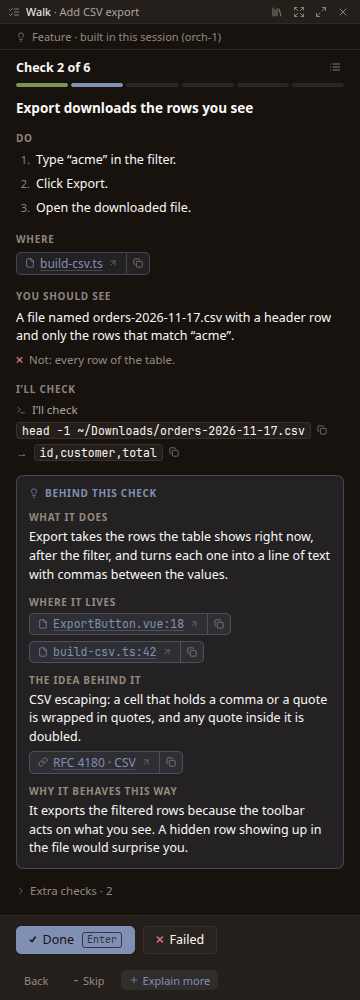 Walk · Add CSV export
Feature · built in this session (orch-1)
Check 2 of 6
Export downloads the rows you see
DO
1. Type “acme” in the filter.
2. Click Export.
3. Open the downloaded file.
WHERE
build-csv.ts ↗
YOU SHOULD SEE
A file named orders-2026-11-17.csv with a header row
and only the rows that match “acme”.
× Not: every row of the table.
I’LL CHECK
I’ll check
head -1 ~/Downloads/orders-2026-11-17.csv
→ id,customer,total
BEHIND THIS CHECK
WHAT IT DOES
Export takes the rows the table shows right now,
after the filter, and turns each one into a line of text
with commas between the values.
WHERE IT LIVES
ExportButton.vue:18 ↗
build-csv.ts:42 ↗
THE IDEA BEHIND IT
CSV escaping: a cell that holds a comma or a quote
is wrapped in quotes, and any quote inside it is
doubled.
RFC 4180 · CSV ↗
WHY IT BEHAVES THIS WAY
It exports the filtered rows because the toolbar
acts on what you see. A hidden row showing up in
the file would surprise you.
› Extra checks · 2
✓ Done Enter × Failed
Back - Skip + Explain more